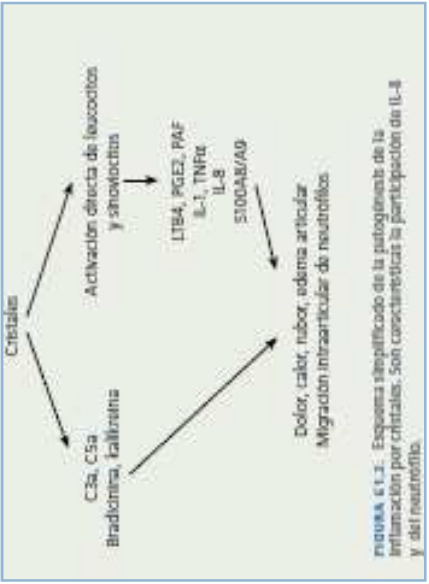 Cristales
C3a, C5a
Bradicinina, kalikreina
Activación directa de leucocitos
y sinoviocitos
LTB4, PGE2, PAF
IL-1, TNFα
IL-8
S100A8/A9
Dolor, calor, rubor, edema articular
Migración intraarticular de neutrófilos
FIGURA 61.2. Esquema simplificado de la patogénesis de la
inflamación por cristales. Son características la participación de IL-8
y del neutrófilo.